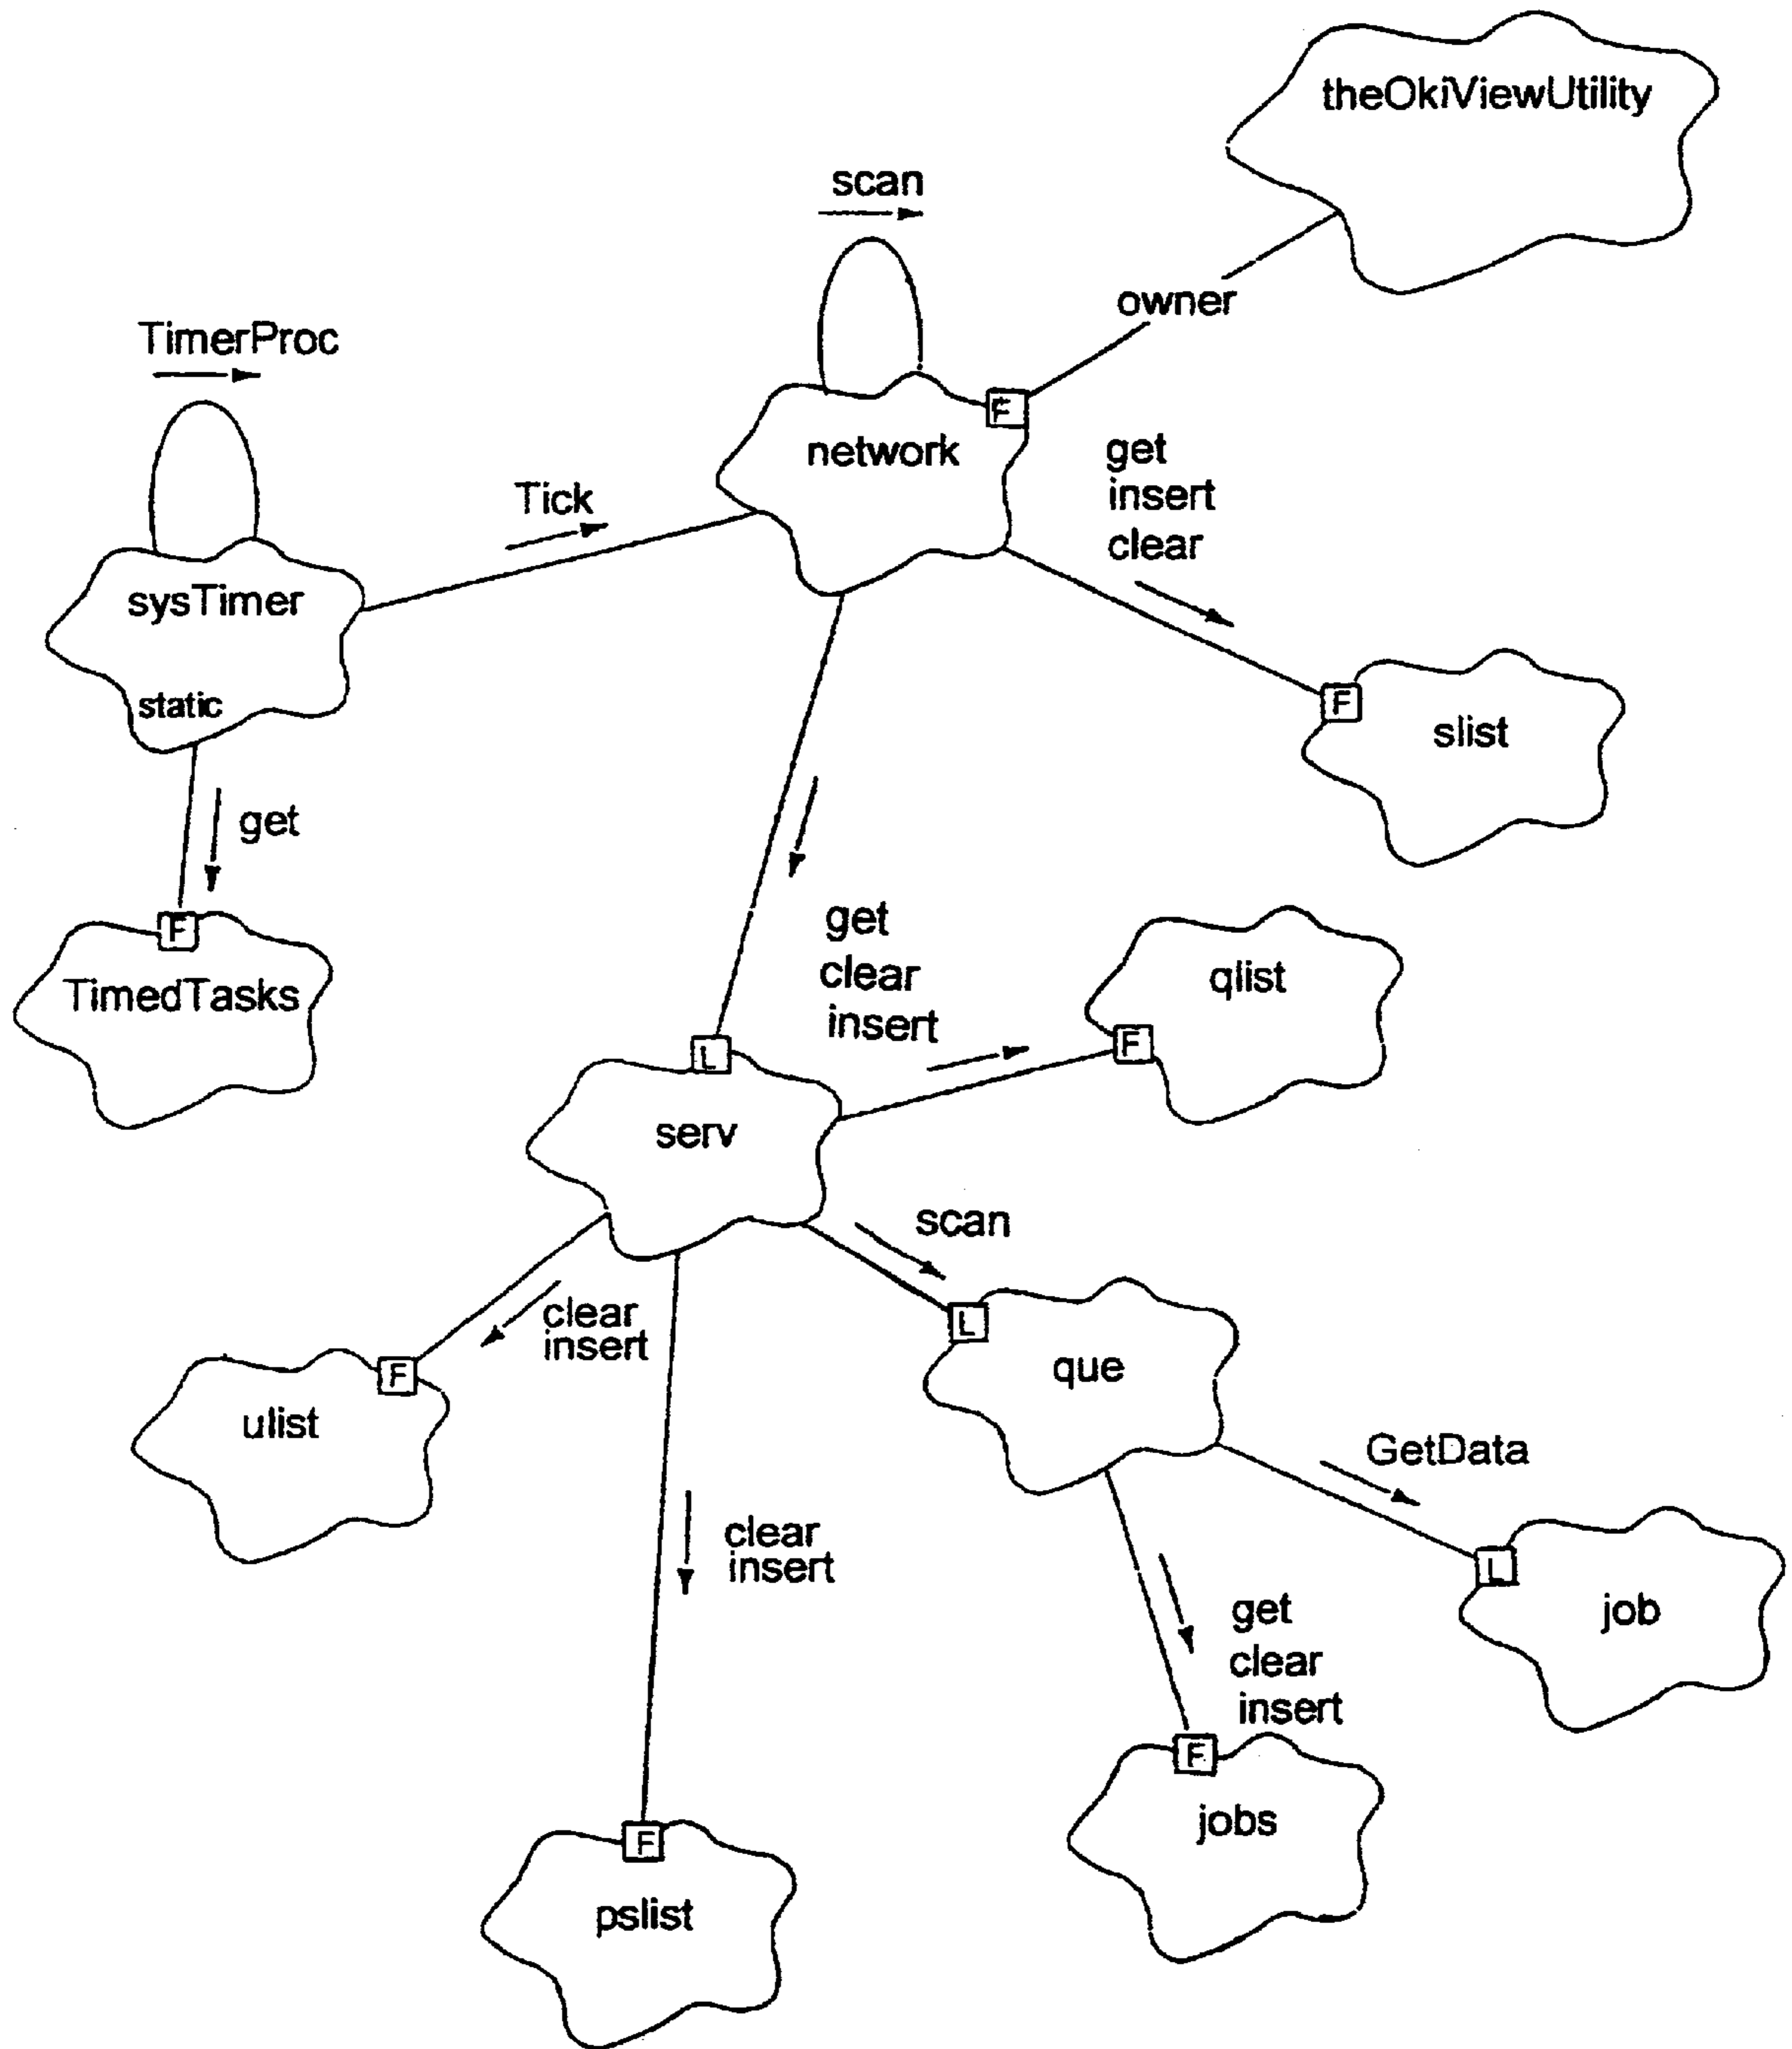 theOkiViewUtility
scan
owner
TimerProc
F
network
get
insert
clear
Tick
sysTimer
static
F
slist
get
F
TimedTasks
get
clear
insert
qlist
F
L
serv
scan
clear
insert
L
que
F
ulist
GetData
clear
insert
L
job
get
clear
insert
F
jobs
F
pslist